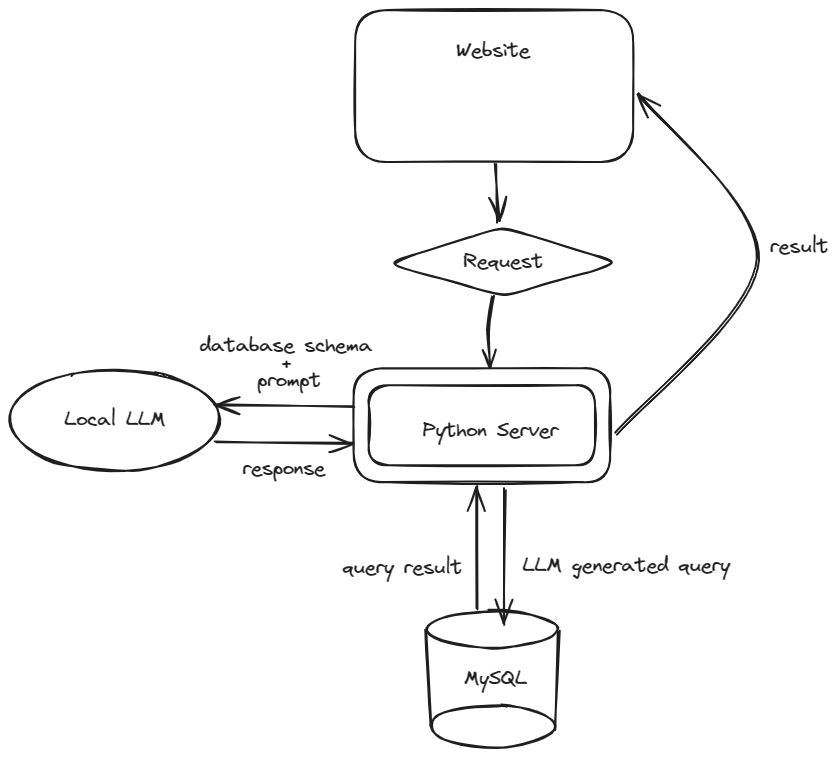 Website
Request
result
database schema
+
prompt
Local LLM
Python Server
response
query result
LLM generated query
MySQL